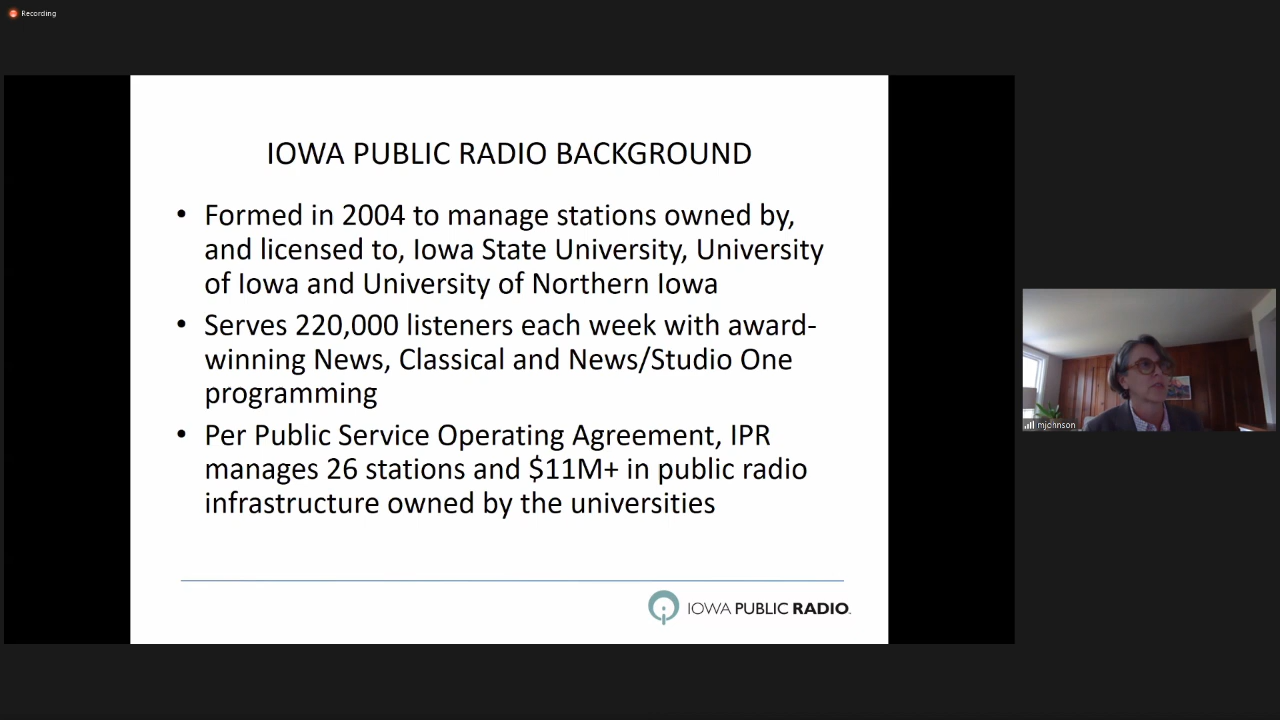 Recording
IOWA PUBLIC RADIO BACKGROUND
• Formed in 2004 to manage stations owned by,
and licensed to, Iowa State University, University
of Iowa and University of Northern Iowa
• Serves 220,000 listeners each week with award-
winning News, Classical and News/Studio One
programming
• Per Public Service Operating Agreement, IPR
manages 26 stations and $11M+ in public radio
infrastructure owned by the universities
IOWA PUBLIC RADIO.
mjohnson